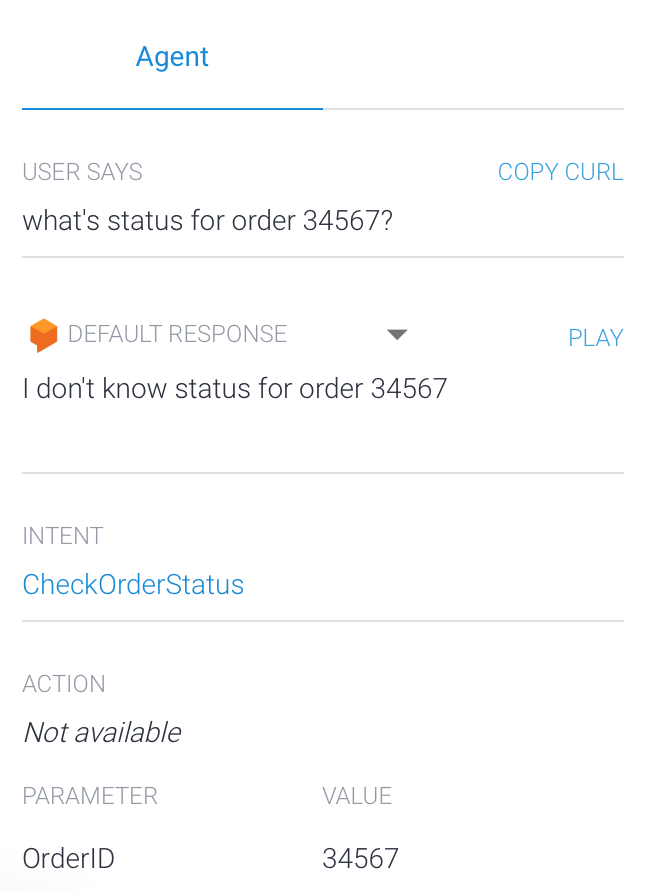 Agent
USER SAYS COPY CURL
what's status for order 34567?
DEFAULT RESPONSE PLAY
I don't know status for order 34567
INTENT
CheckOrderStatus
ACTION
Not available
PARAMETER VALUE
OrderID 34567